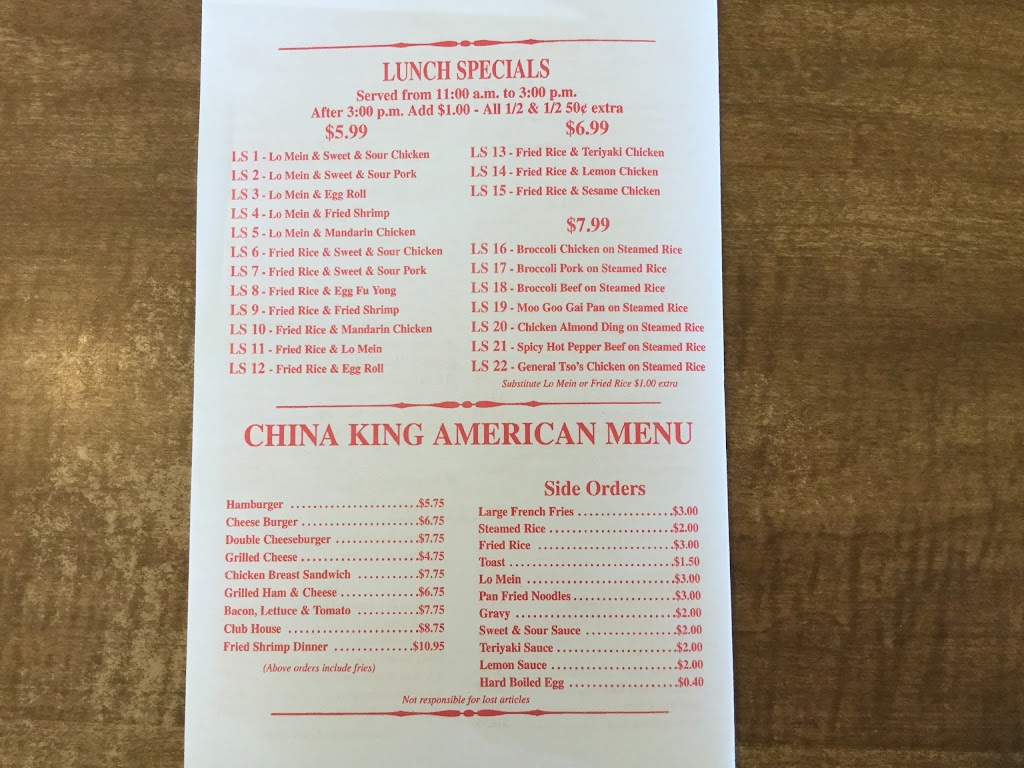 LUNCH SPECIALS
Served from 11:00 a.m. to 3:00 p.m.
After 3:00 p.m. Add $1.00 - All 1/2 & 1/2 50¢ extra
$5.99
LS 1 - Lo Mein & Sweet & Sour Chicken
LS 2 - Lo Mein & Sweet & Sour Pork
LS 3 - Lo Mein & Egg Roll
LS 4 - Lo Mein & Fried Shrimp
LS 5 - Lo Mein & Mandarin Chicken
LS 6 - Fried Rice & Sweet & Sour Chicken
LS 7 - Fried Rice & Sweet & Sour Pork
LS 8 - Fried Rice & Egg Fu Yong
LS 9 - Fried Rice & Fried Shrimp
LS 10 - Fried Rice & Mandarin Chicken
LS 11 - Fried Rice & Lo Mein
LS 12 - Fried Rice & Egg Roll
$6.99
LS 13 - Fried Rice & Teriyaki Chicken
LS 14 - Fried Rice & Lemon Chicken
LS 15 - Fried Rice & Sesame Chicken
$7.99
LS 16 - Broccoli Chicken on Steamed Rice
LS 17 - Broccoli Pork on Steamed Rice
LS 18 - Broccoli Beef on Steamed Rice
LS 19 - Moo Goo Gai Pan on Steamed Rice
LS 20 - Chicken Almond Ding on Steamed Rice
LS 21 - Spicy Hot Pepper Beef on Steamed Rice
LS 22 - General Tso's Chicken on Steamed Rice
Substitute Lo Mein or Fried Rice $1.00 extra
CHINA KING AMERICAN MENU
Hamburger ........................$5.75
Cheese Burger ......................$6.75
Double Cheeseburger ...............$7.75
Grilled Cheese ......................$4.75
Chicken Breast Sandwich ..........$7.75
Grilled Ham & Cheese ..............$6.75
Bacon, Lettuce & Tomato ..........$7.75
Club House ........................$8.75
Fried Shrimp Dinner .............$10.95
(Above orders include fries)
Side Orders
Large French Fries .................$3.00
Steamed Rice ......................$2.00
Fried Rice ........................$3.00
Toast .............................$1.50
Lo Mein ..........................$3.00
Pan Fried Noodles ..................$3.00
Gravy ............................$2.00
Sweet & Sour Sauce ...............$2.00
Teriyaki Sauce .....................$2.00
Lemon Sauce ......................$2.00
Hard Boiled Egg ...................$0.40
Not responsible for lost articles